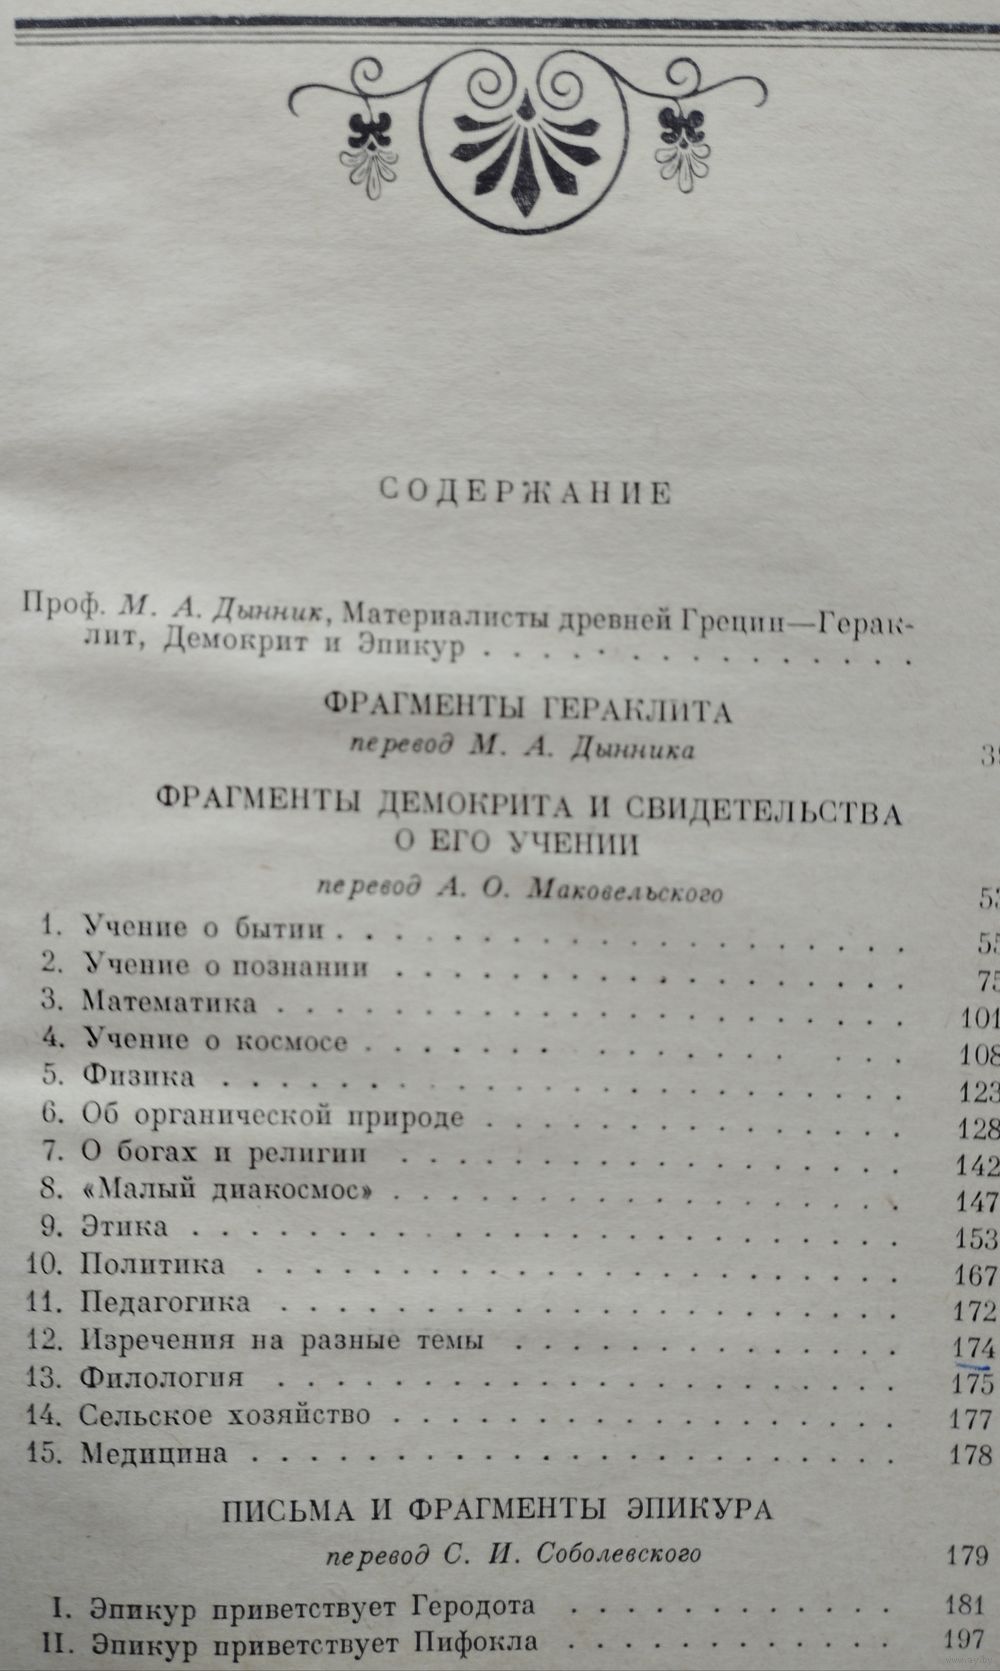 СОДЕРЖАНИЕ
Проф. М. А. Дынник, Материалисты древней Греции—Герак-
лит, Демокрит и Эпикур . . . . . . . . . . . . . . .
ФРАГМЕНТЫ ГЕРАКЛИТА
перевод М. А. Дынника
ФРАГМЕНТЫ ДЕМОКРИТА И СВИДЕТЕЛЬСТВА
О ЕГО УЧЕНИИ
перевод А. О. Маковельского 53
1. Учение о бытии . . . . . . . . . . . . . . . . . . . . 55
2. Учение о познании . . . . . . . . . . . . . . . . . . 75
3. Математика . . . . . . . . . . . . . . . . . . . . . . 101
4. Учение о космосе . . . . . . . . . . . . . . . . . . 108
5. Физика . . . . . . . . . . . . . . . . . . . . . . . . 123
6. Об органической природе . . . . . . . . . . . . . . . 128
7. О богах и религии . . . . . . . . . . . . . . . . . . 142
8. «Малый диакосмос» . . . . . . . . . . . . . . . . . . 147
9. Этика . . . . . . . . . . . . . . . . . . . . . . . . . 153
10. Политика . . . . . . . . . . . . . . . . . . . . . . . 167
11. Педагогика . . . . . . . . . . . . . . . . . . . . . . 172
12. Изречения на разные темы . . . . . . . . . . . . . . 174
13. Филология . . . . . . . . . . . . . . . . . . . . . . 175
14. Сельское хозяйство . . . . . . . . . . . . . . . . . . 177
15. Медицина . . . . . . . . . . . . . . . . . . . . . . . 178
ПИСЬМА И ФРАГМЕНТЫ ЭПИКУРА
перевод С. И. Соболевского 179
I. Эпикур приветствует Геродота . . . . . . . . . . . . 181
II. Эпикур приветствует Пифокла . . . . . . . . . . . . 197